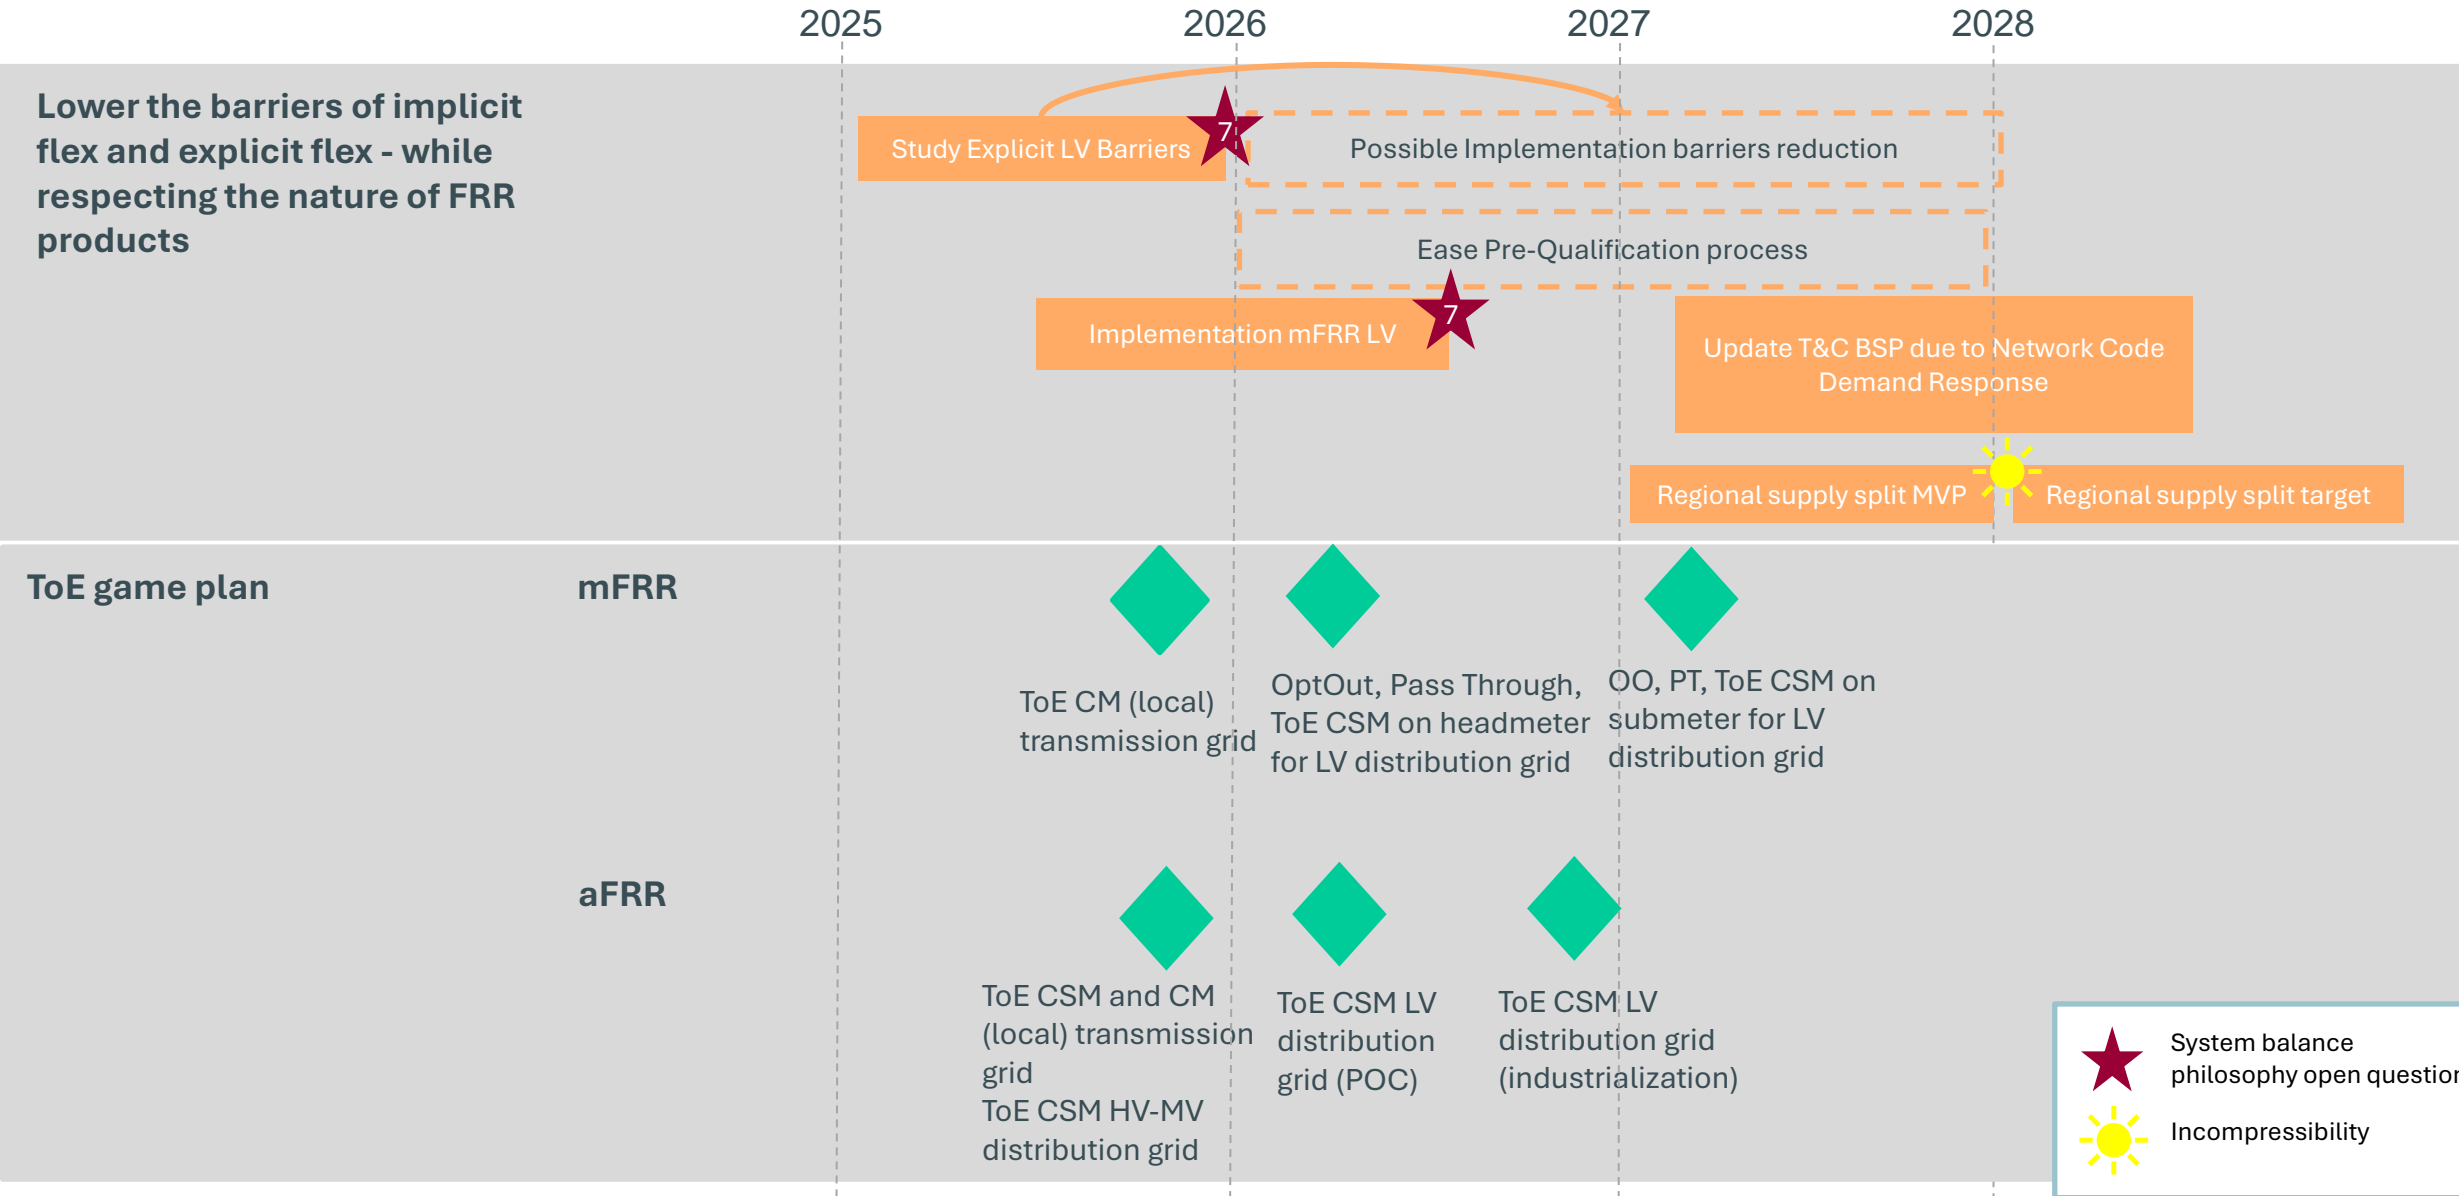 2025
2026
2027
2028
Lower the barriers of implicit
flex and explicit flex - while
respecting the nature of FRR
products
Study Explicit LV Barriers
7
Possible Implementation barriers reduction
Ease Pre-Qualification process
Implementation mFRR LV
7
Update T&C BSP due to Network Code
Demand Response
Regional supply split MVP
Regional supply split target
ToE game plan
mFRR
ToE CM (local)
transmission grid
OptOut, Pass Through,
ToE CSM on headmeter
for LV distribution grid
OO, PT, ToE CSM on
submeter for LV
distribution grid
aFRR
ToE CSM and CM
(local) transmission
grid
ToE CSM HV-MV
distribution grid
ToE CSM LV
distribution
grid (POC)
ToE CSM LV
distribution grid
(industrialization)
System balance
philosophy open question
Incompressibility